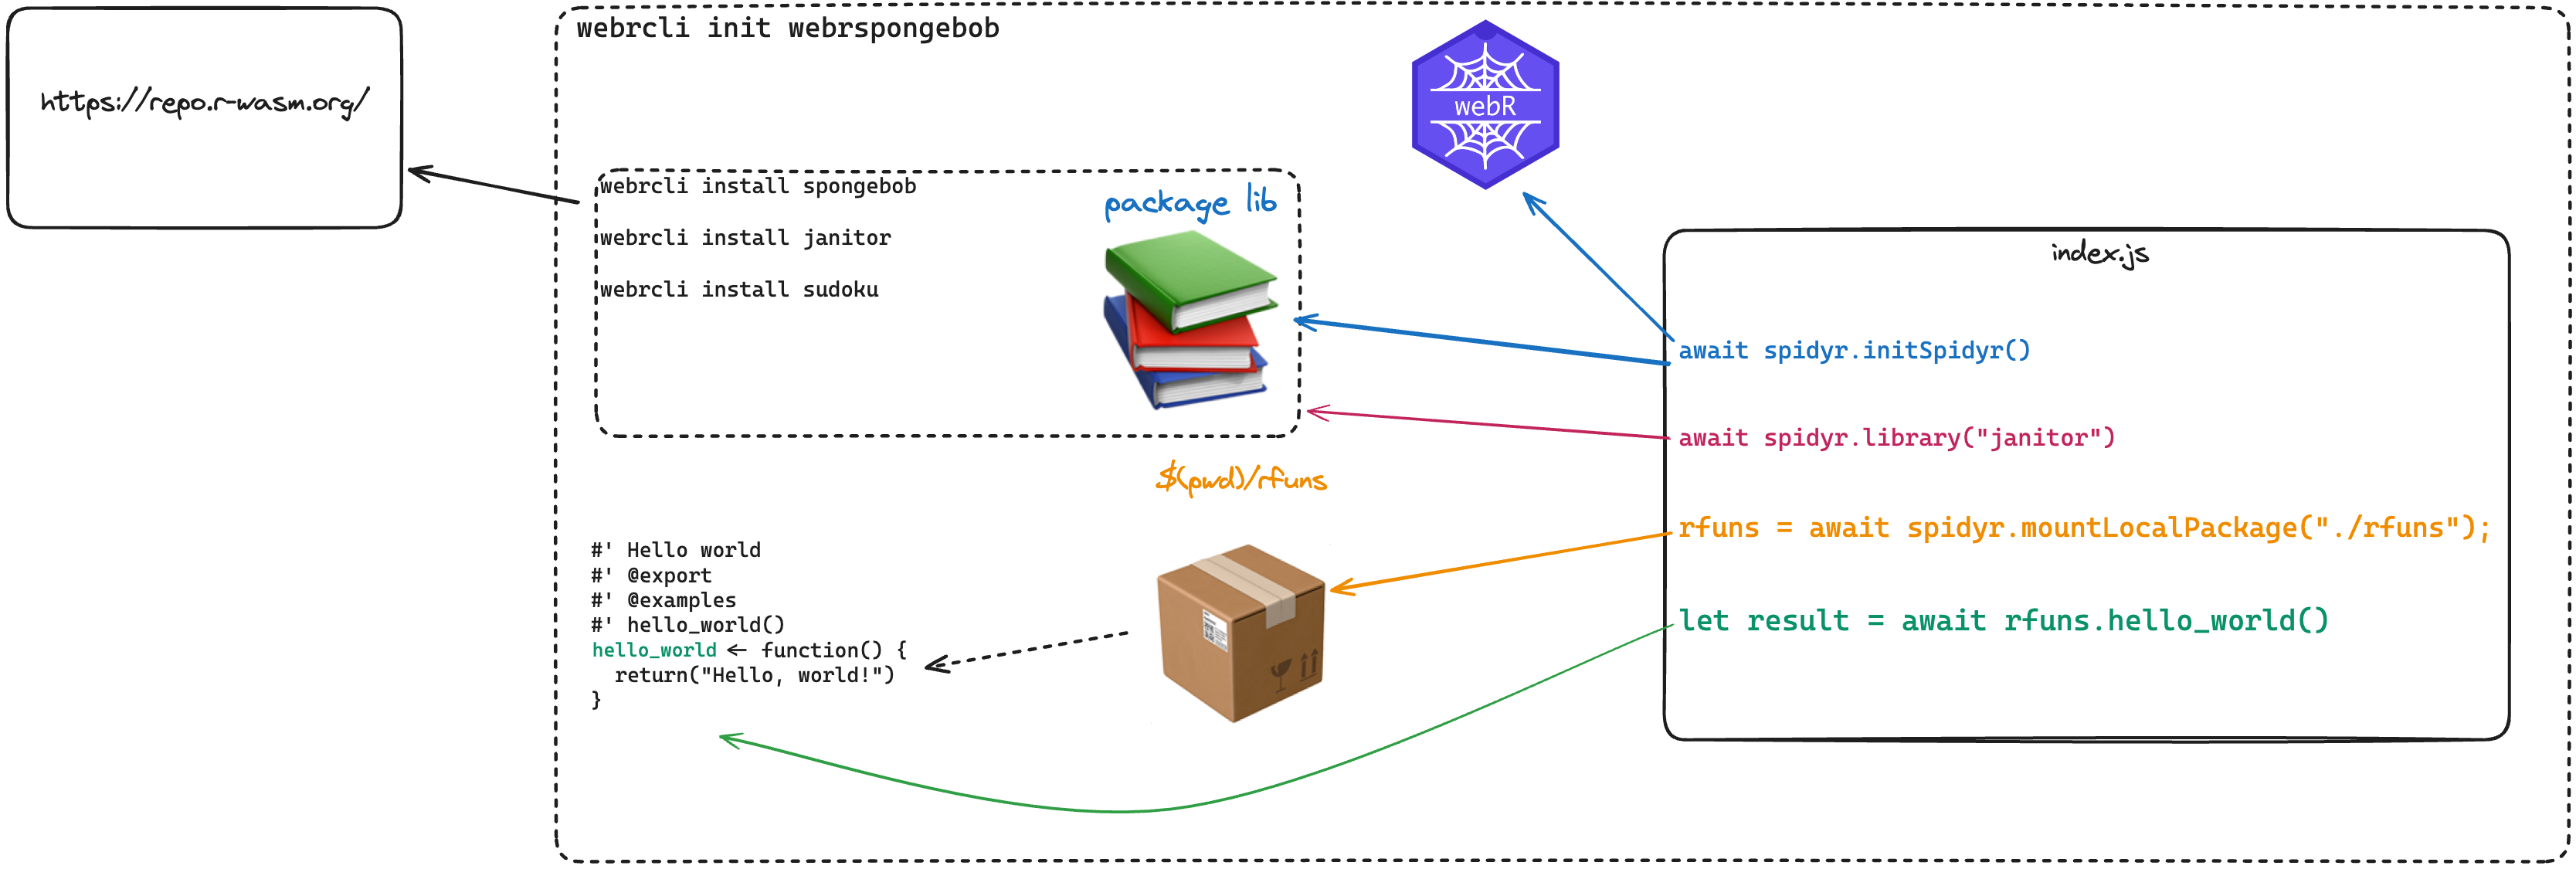 https://repo.r-wasm.org/
webrcli init webrspongebob
webR
webrcli install spongebob
webrcli install janitor
webrcli install sudoku
package lib
index.js
await spidyr.initSpidyr()
await spidyr.library("janitor")
rfuns = await spidyr.mountLocalPackage("./rfuns");
let result = await rfuns.hello_world()
$(pwd)/rfuns
#' Hello world
#' @export
#' @examples
#' hello_world()
hello_world <- function() {
  return("Hello, world!")
}